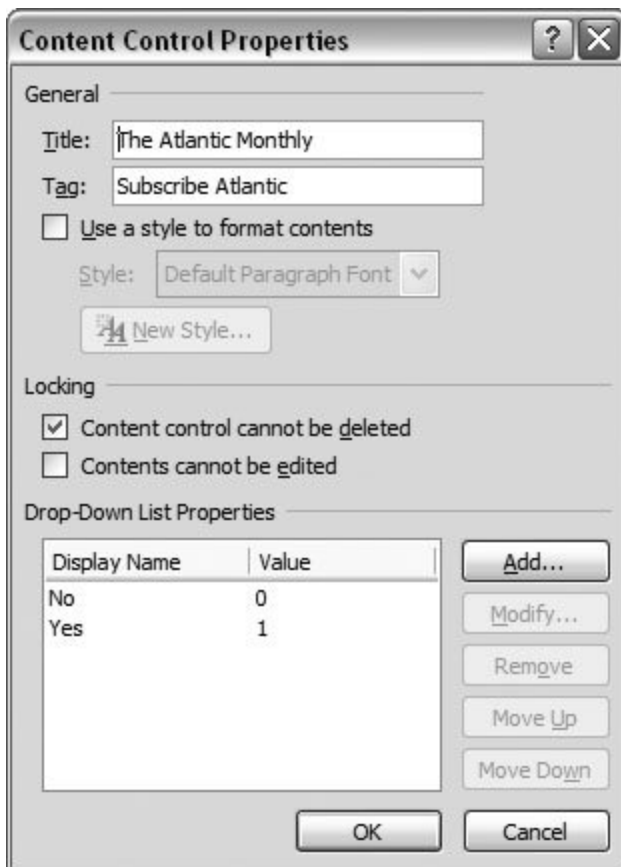 Content Control Properties
General
Title: The Atlantic Monthly
Tag: Subscribe Atlantic
Use a style to format contents
Style: Default Paragraph Font
New Style...
Locking
Content control cannot be deleted
Contents cannot be edited
Drop-Down List Properties
Display Name Value Add...
No 0
Yes 1
Modify...
Remove
Move Up
Move Down
OK Cancel